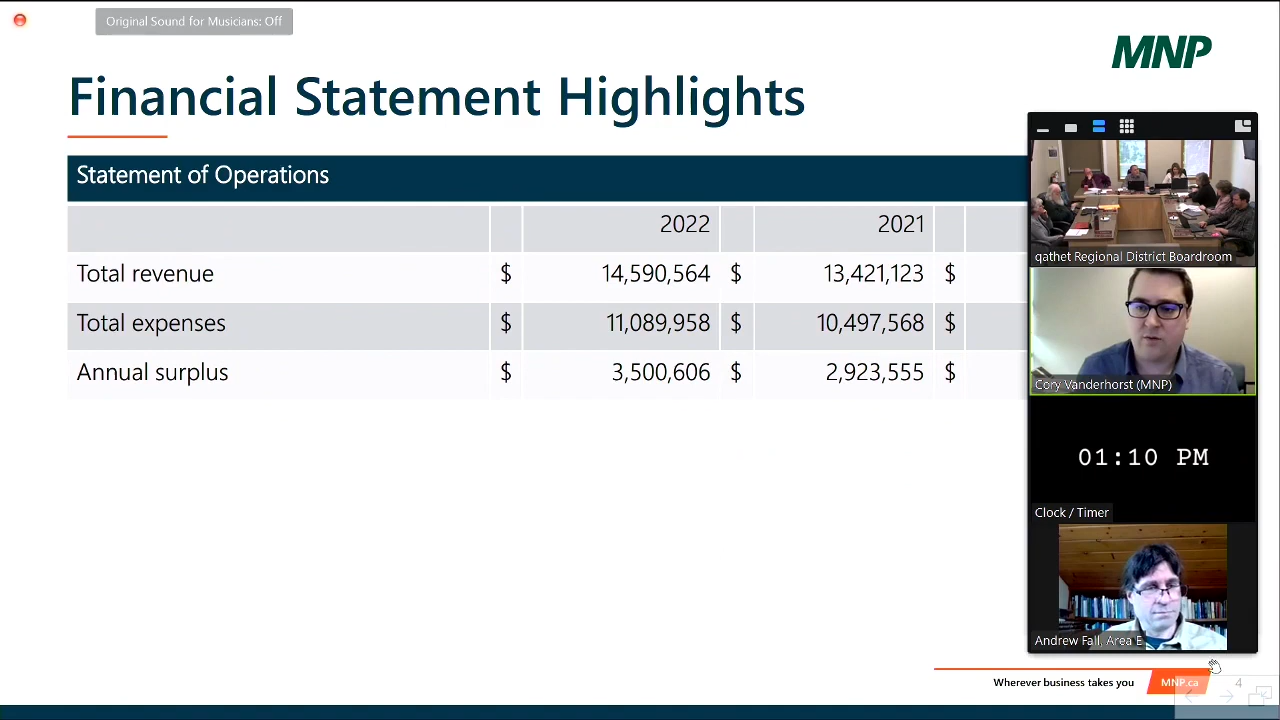 Original Sound for Musicians: Off
MNP
Financial Statement Highlights
Statement of Operations
2022 2021
Total revenue $ 14,590,564 $ 13,421,123 $
Total expenses $ 11,089,958 $ 10,497,568 $
Annual surplus $ 3,500,606 $ 2,923,555 $
qathet Regional District Boardroom
Cory Vanderhorst (MNP)
01:10 PM
Clock / Timer
Andrew Fall, Area E
Wherever business takes you
MNP.ca
4